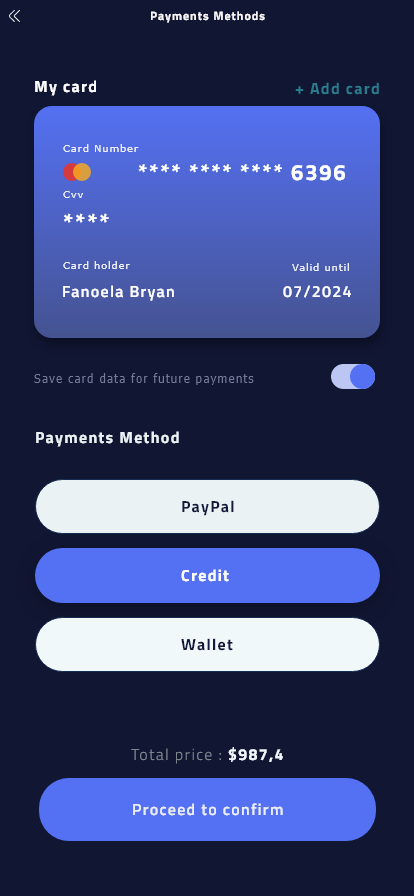 Payments Methods
My card
+ Add card
Card Number
**** **** **** 6396
Cvv
****
Card holder
Valid until
Fanoela Bryan
07/2024
Save card data for future payments
Payments Method
PayPal
Credit
Wallet
Total price : $987,4
Proceed to confirm